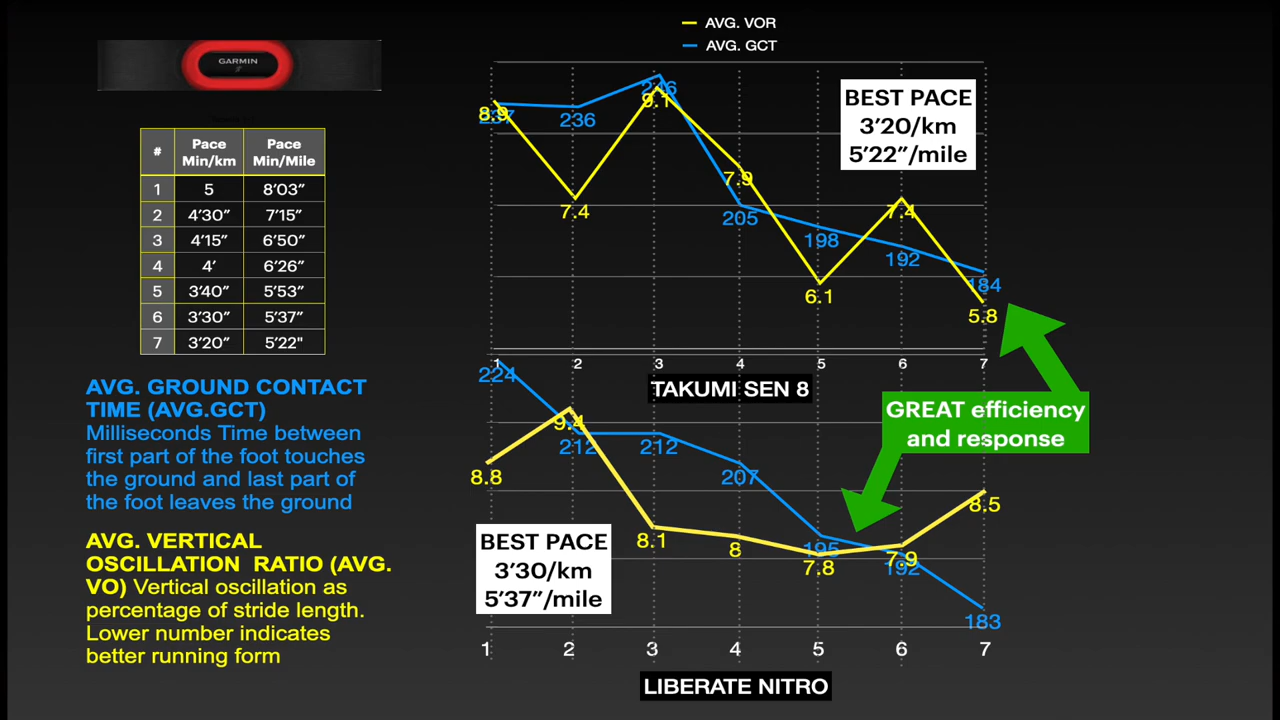 AVG. VOR
AVG. GCT
GARMIN
# Pace Min/km Pace Min/Mile
1 5 8’03”
2 4’30” 7’15”
3 4’15” 6’50”
4 4’ 6’26”
5 3’40” 5’53”
6 3’30” 5’37”
7 3’20” 5’22"
AVG. GROUND CONTACT
TIME (AVG.GCT)
Milliseconds Time between
first part of the foot touches
the ground and last part of
the foot leaves the ground
AVG. VERTICAL
OSCILLATION RATIO (AVG.
VO) Vertical oscillation as
percentage of stride length.
Lower number indicates
better running form
BEST PACE
3’20/km
5’22”/mile
8.9 7.4 9.1 7.9 6.1 7.4 5.8
237 236 246 205 198 192 184
1 2 3 4 5 6 7
TAKUMI SEN 8
GREAT efficiency
and response
224 212 212 207 195 192 183
8.8 9.4 8.1 8 7.8 7.9 8.5
BEST PACE
3’30/km
5’37”/mile
1 2 3 4 5 6 7
LIBERATE NITRO